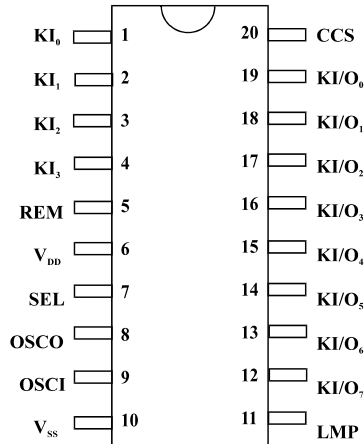 KI₀ 1 20 CCS
KI₁ 2 19 KI/O₀
KI₂ 3 18 KI/O₁
KI₃ 4 17 KI/O₂
REM 5 16 KI/O₃
V_DD 6 15 KI/O₄
SEL 7 14 KI/O₅
OSCO 8 13 KI/O₆
OSCI 9 12 KI/O₇
V_SS 10 11 LMP